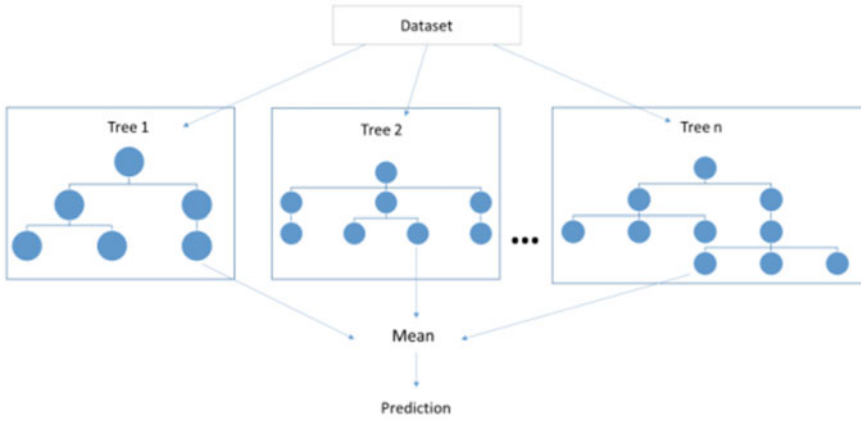 Dataset
Tree 1
Tree 2
Tree n
Mean
Prediction